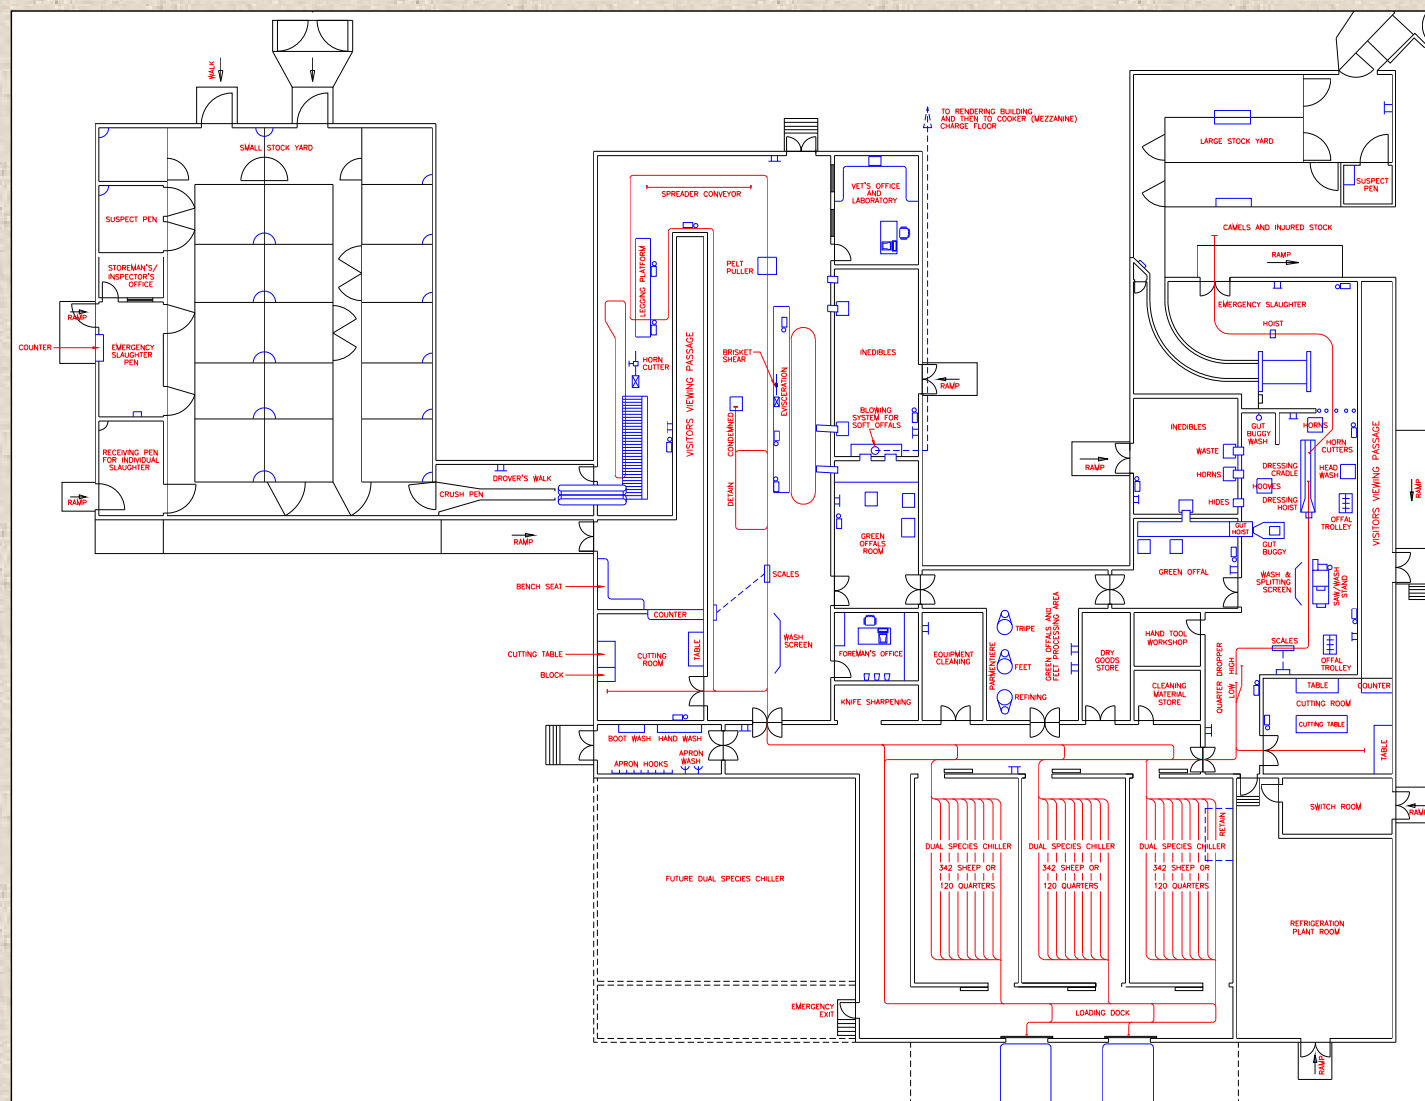 WALK
SMALL STOCK YARD
SUSPECT PEN
STOREMAN'S/
INSPECTOR'S
OFFICE
RAMP
COUNTER
EMERGENCY
SLAUGHTER
PEN
RECEIVING PEN
FOR INDIVIDUAL
SLAUGHTER
RAMP
DROVER'S WALK
CRUSH PEN
RAMP
SPREADER CONVEYOR
LEGGING PLATFORM
PELT
PULLER
HORN
CUTTER
VISITORS VIEWING PASSAGE
BRISKET
SHEAR
EVISCERATION
CONDEMNED
DETAIN
SCALES
WASH
SCREEN
BENCH SEAT
COUNTER
CUTTING TABLE
CUTTING
ROOM
TABLE
BLOCK
BOOT WASH
HAND WASH
APRON
WASH
APRON HOOKS
VET'S OFFICE
AND
LABORATORY
INEDIBLES
BLOWING
SYSTEM FOR
SOFT OFFALS
RAMP
GREEN
OFFALS
ROOM
FOREMAN'S OFFICE
KNIFE SHARPENING
TO RENDERING BUILDING
AND THEN TO COOKER (MEZZANINE)
CHARGE FLOOR
EQUIPMENT
CLEANING
PARMENTIERE
TRIPE
FEET
REFINING
GREEN OFFALS AND
FEET PROCESSING AREA
DRY
GOODS
STORE
HAND TOOL
WORKSHOP
CLEANING
MATERIAL
STORE
QUARTER DROPPER
LOW
HIGH
LARGE STOCK YARD
SUSPECT
PEN
CAMELS AND INJURED STOCK
RAMP
EMERGENCY SLAUGHTER
HOIST
INEDIBLES
WASTE
HORNS
HIDES
RAMP
GUT
BUGGY
WASH
HORNS
HORN
CUTTERS
DRESSING
CRADLE
HEAD
WASH
HOOVES
DRESSING
HOIST
OFFAL
TROLLEY
GUT
HOIST
GUT
BUGGY
GREEN OFFAL
WASH &
SPLITTING
SCREEN
SAW/WASH
STAND
VISITORS VIEWING PASSAGE
RAMP
SCALES
OFFAL
TROLLEY
TABLE
COUNTER
CUTTING ROOM
CUTTING TABLE
TABLE
SWITCH ROOM
RAMP
RETAIN
DUAL SPECIES CHILLER
342 SHEEP OR
120 QUARTERS
DUAL SPECIES CHILLER
342 SHEEP OR
120 QUARTERS
DUAL SPECIES CHILLER
342 SHEEP OR
120 QUARTERS
FUTURE DUAL SPECIES CHILLER
REFRIGERATION
PLANT ROOM
EMERGENCY
EXIT
LOADING DOCK
RAMP